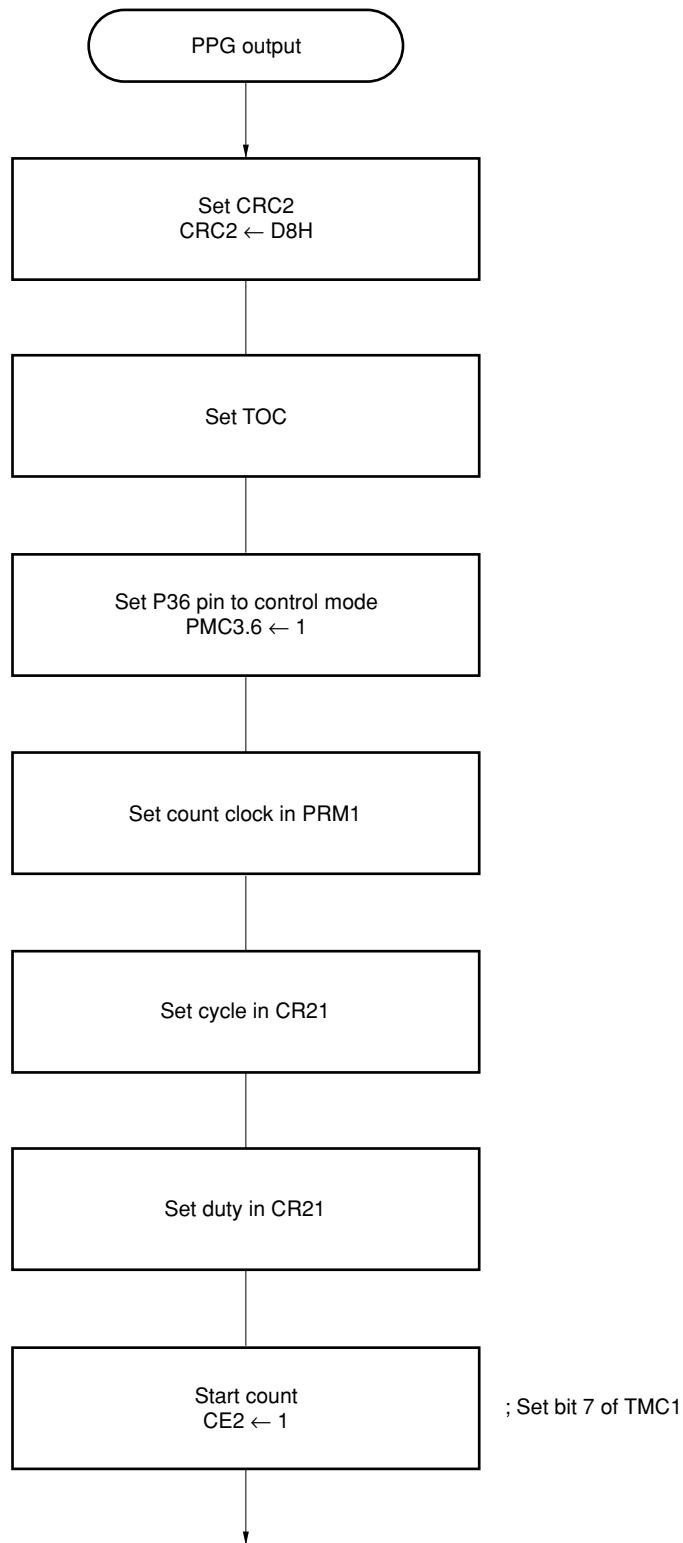 PPG output
Set CRC2
CRC2 ← D8H
Set TOC
Set P36 pin to control mode
PMC3.6 ← 1
Set count clock in PRM1
Set cycle in CR21
Set duty in CR21
Start count
CE2 ← 1
; Set bit 7 of TMC1